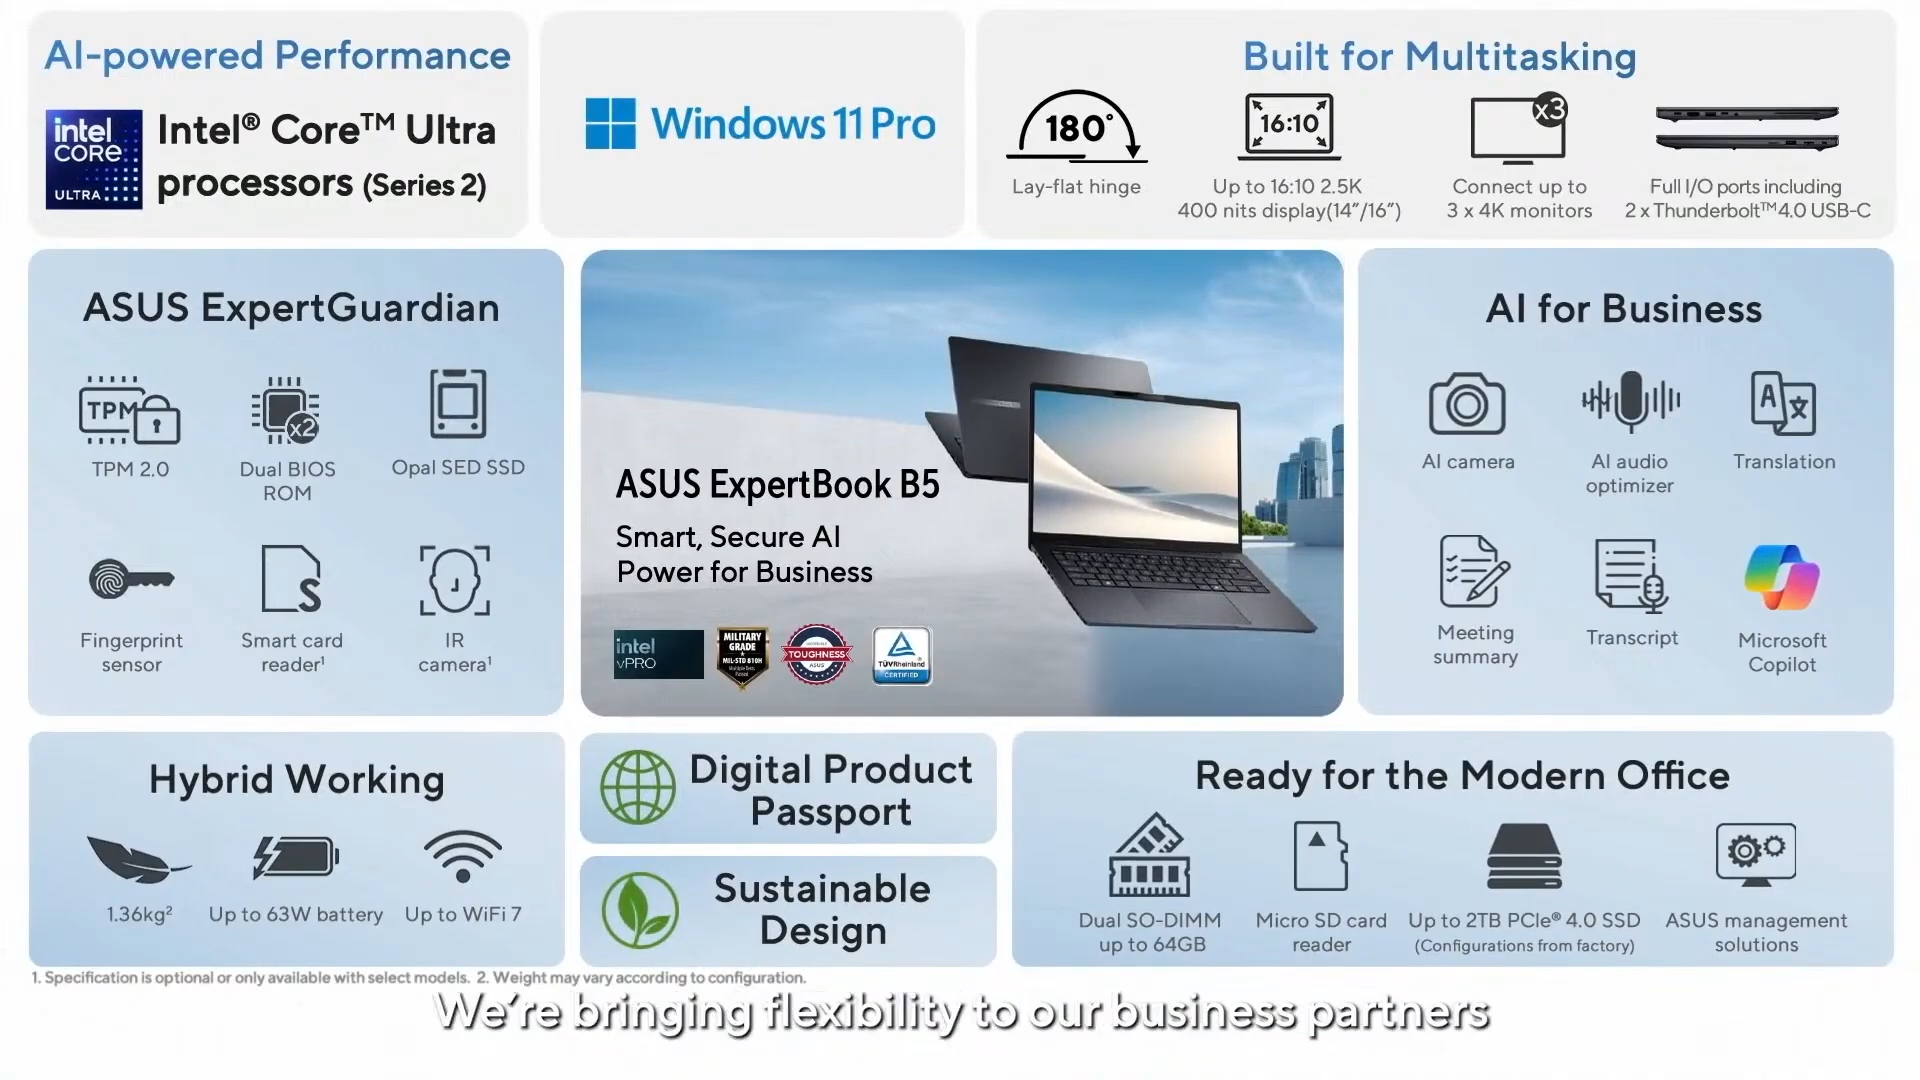 AI-powered Performance
intel
CORE
ULTRA
Intel® Core™ Ultra
processors (Series 2)
Windows 11 Pro
Built for Multitasking
180°
Lay-flat hinge
16:10
Up to 16:10 2.5K
400 nits display(14”/16”)
x3
Connect up to
3 x 4K monitors
Full I/O ports including
2 x Thunderbolt™4.0 USB-C
ASUS ExpertGuardian
TPM
TPM 2.0
x2
Dual BIOS
ROM
Opal SED SSD
Fingerprint
sensor
S
Smart card
reader¹
IR
camera¹
ASUS ExpertBook B5
Smart, Secure AI
Power for Business
intel
vPRO
MILITARY
GRADE
MIL-STD 810H
TOUGHNESS
ASUS
TÜVRheinland
CERTIFIED
AI for Business
AI camera
AI audio
optimizer
A
文
Translation
Meeting
summary
Transcript
Microsoft
Copilot
Hybrid Working
1.36kg²
Up to 63W battery
Up to WiFi 7
Digital Product
Passport
Sustainable
Design
Ready for the Modern Office
Dual SO-DIMM
up to 64GB
Micro SD card
reader
Up to 2TB PCIe® 4.0 SSD
(Configurations from factory)
ASUS management
solutions
1. Specification is optional or only available with select models. 2. Weight may vary according to configuration.
We’re bringing flexibility to our business partners